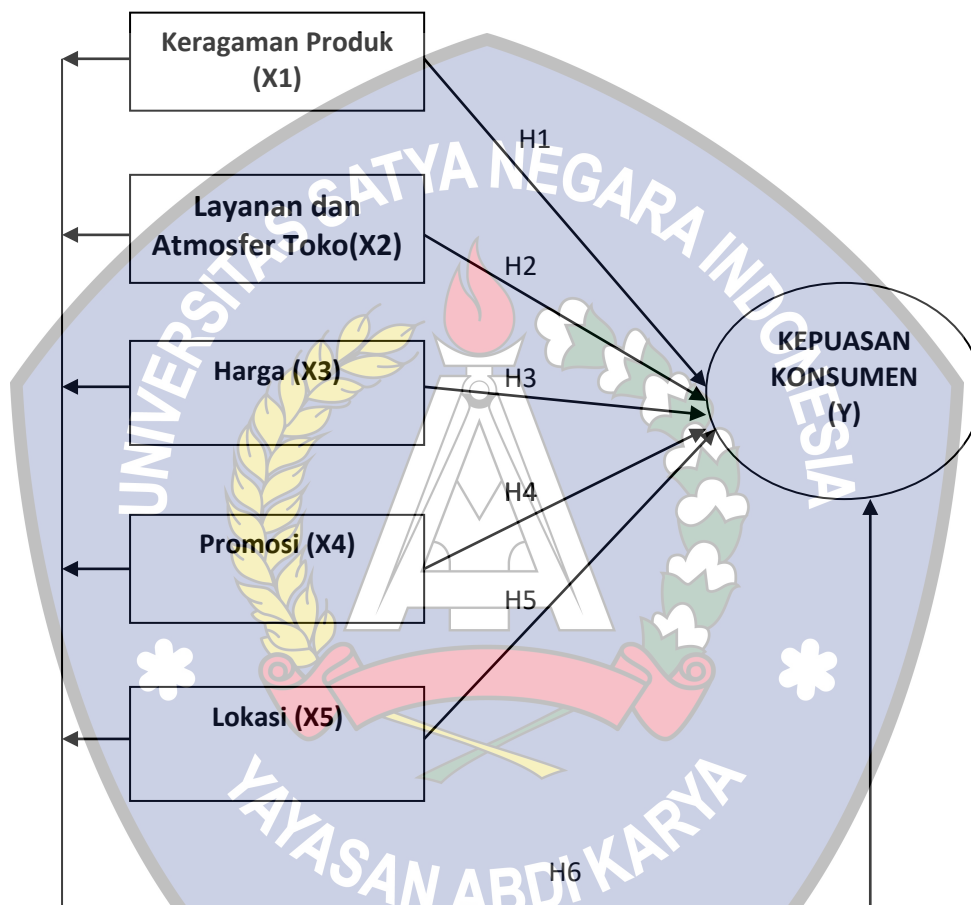 Keragaman Produk
(X1)
H1
Layanan dan
Atmosfer Toko(X2)
H2
KEPUASAN
KONSUMEN
(Y)
Harga (X3)
H3
H4
Promosi (X4)
H5
Lokasi (X5)
H6
UNIVERSITAS SATYA NEGARA INDONESIA
YAYASAN ABDI KARYA